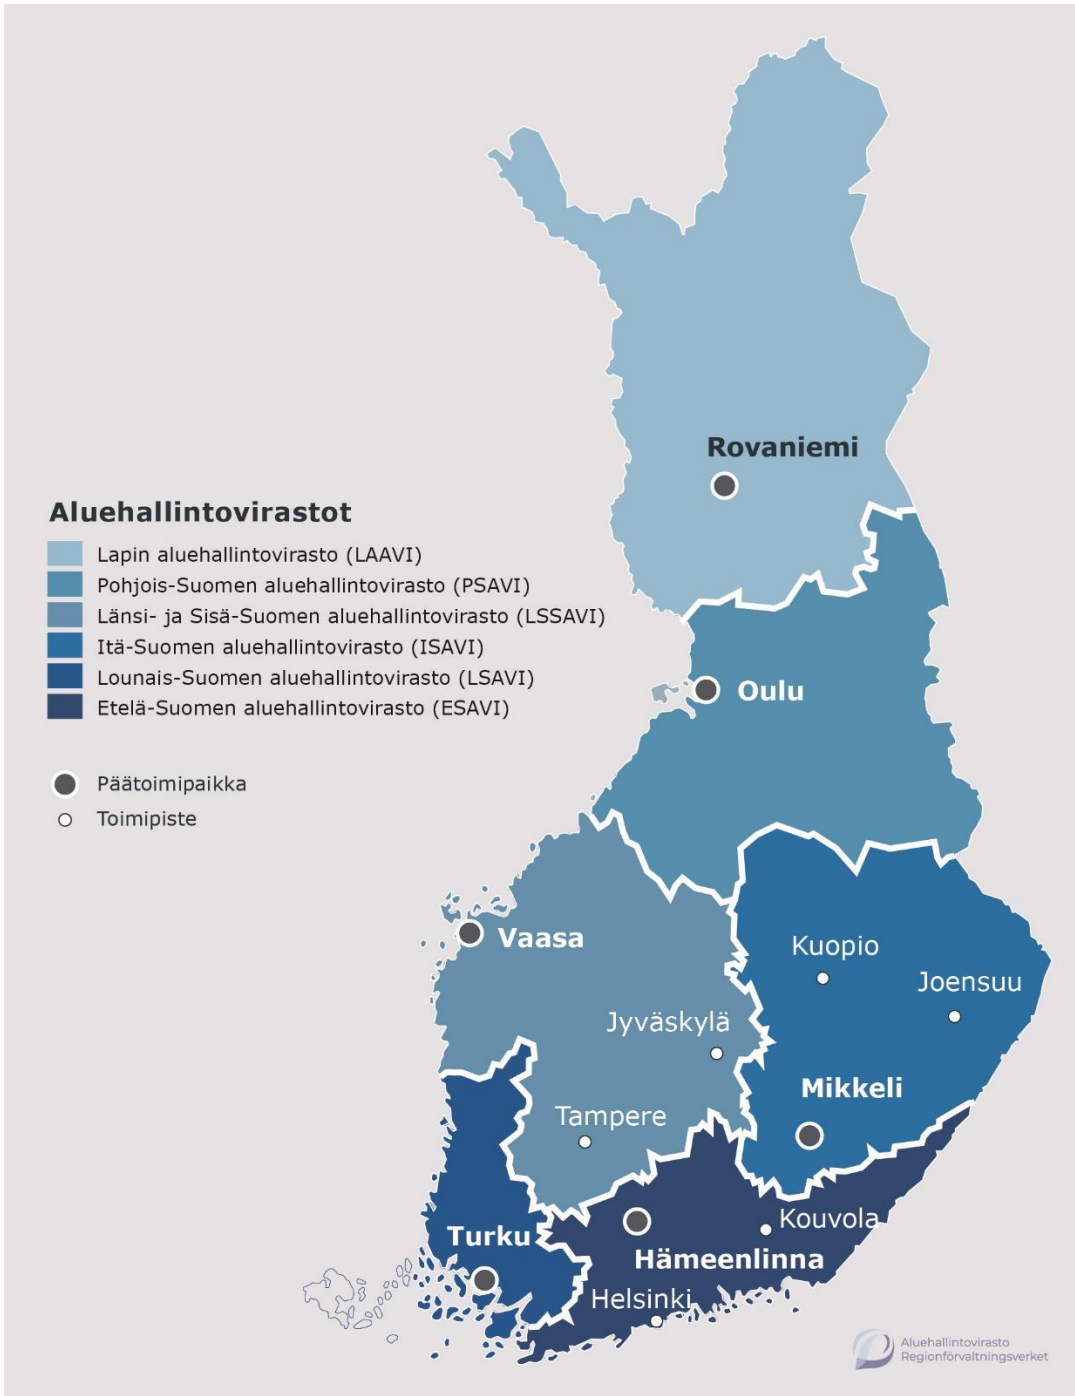 Rovaniemi
Aluehallintovirastot
Lapin aluehallintovirasto (LAAVI)
Pohjois-Suomen aluehallintovirasto (PSAVI)
Länsi- ja Sisä-Suomen aluehallintovirasto (LSSAVI)
Itä-Suomen aluehallintovirasto (ISAVI)
Lounais-Suomen aluehallintovirasto (LSAVI)
Etelä-Suomen aluehallintovirasto (ESAVI)
Päätoimipaikka
Toimipiste
Oulu
Vaasa
Kuopio
Joensuu
Jyväskylä
Mikkeli
Tampere
Kouvola
Turku
Hämeenlinna
Helsinki
Aluehallintovirasto
Regionförvaltningsverket